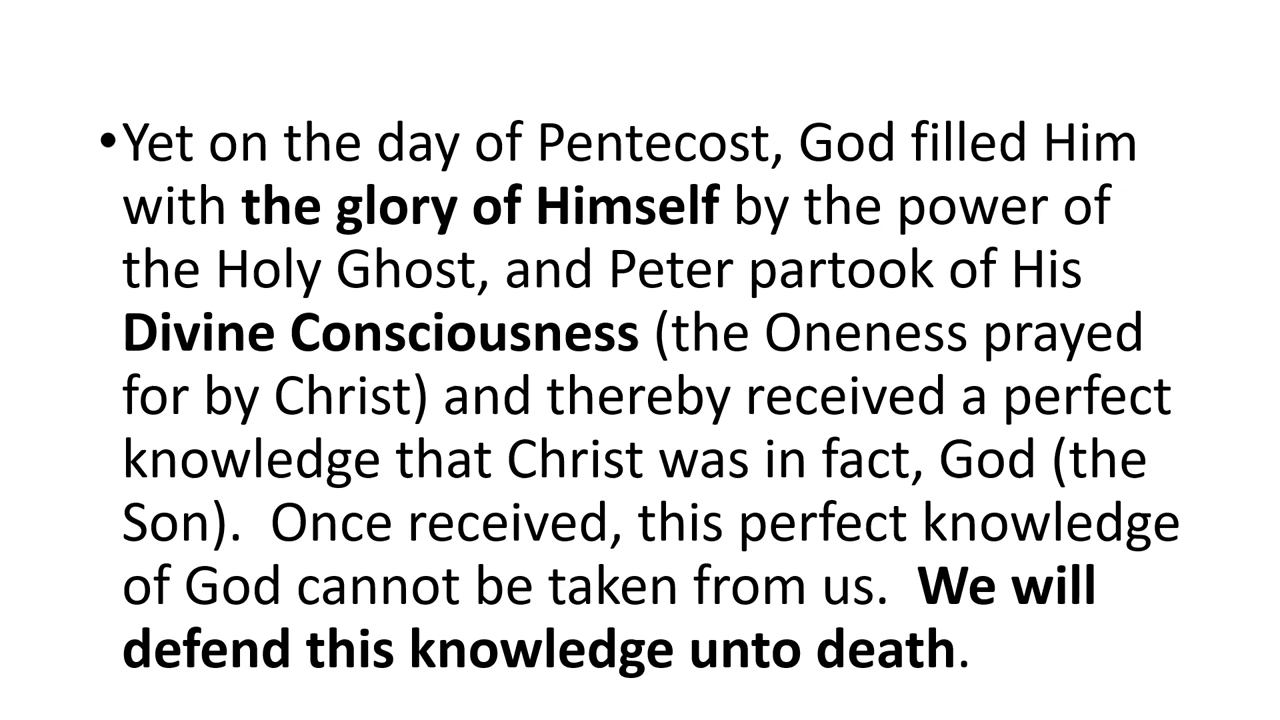 •Yet on the day of Pentecost, God filled Him
with the glory of Himself by the power of
the Holy Ghost, and Peter partook of His
Divine Consciousness (the Oneness prayed
for by Christ) and thereby received a perfect
knowledge that Christ was in fact, God (the
Son).  Once received, this perfect knowledge
of God cannot be taken from us.  We will
defend this knowledge unto death.